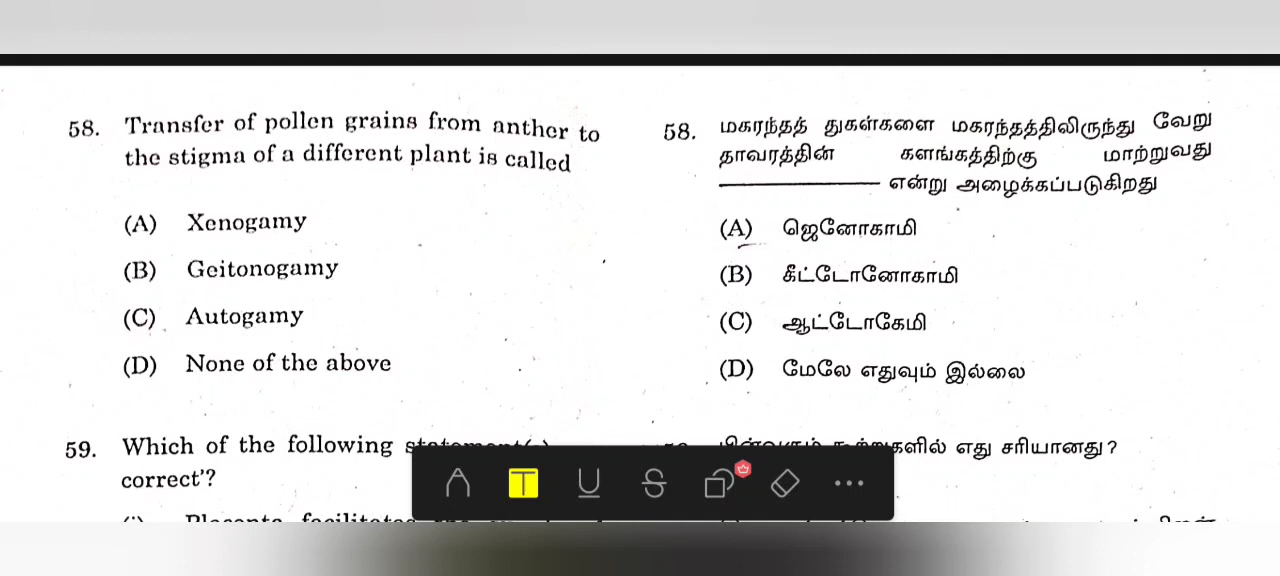 58. Transfer of pollen grains from anther to
the stigma of a different plant is called
(A) Xenogamy
(B) Geitonogamy
(C) Autogamy
(D) None of the above
59. Which of the following
correct'?
58. மகரந்தத் துகள்களை மகரந்தத்திலிருந்து வேறு
தாவரத்தின் களங்கத்திற்கு மாற்றுவது
என்று அழைக்கப்படுகிறது
(A) ஜெனோகாமி
(B) கீட்டோனோகாமி
(C) ஆட்டோகேமி
(D) மேலே எதுவும் இல்லை
எது சரியானது?